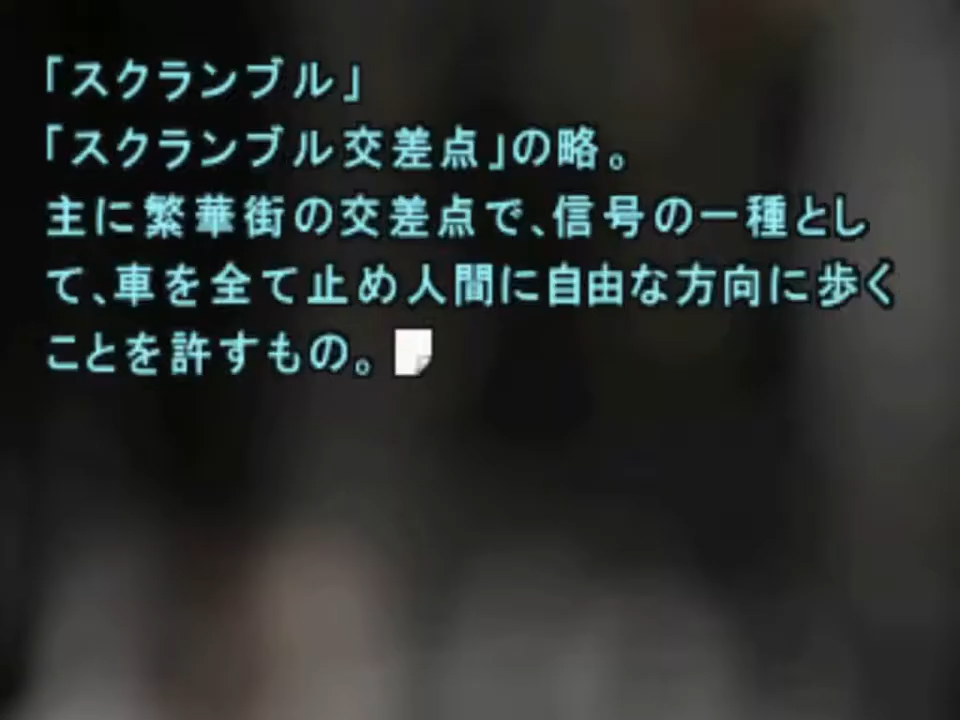 「スクランブル」
「スクランブル交差点」の略。
主に繁華街の交差点で、信号の一種とし
て、車を全て止め人間に自由な方向に歩く
ことを許すもの。